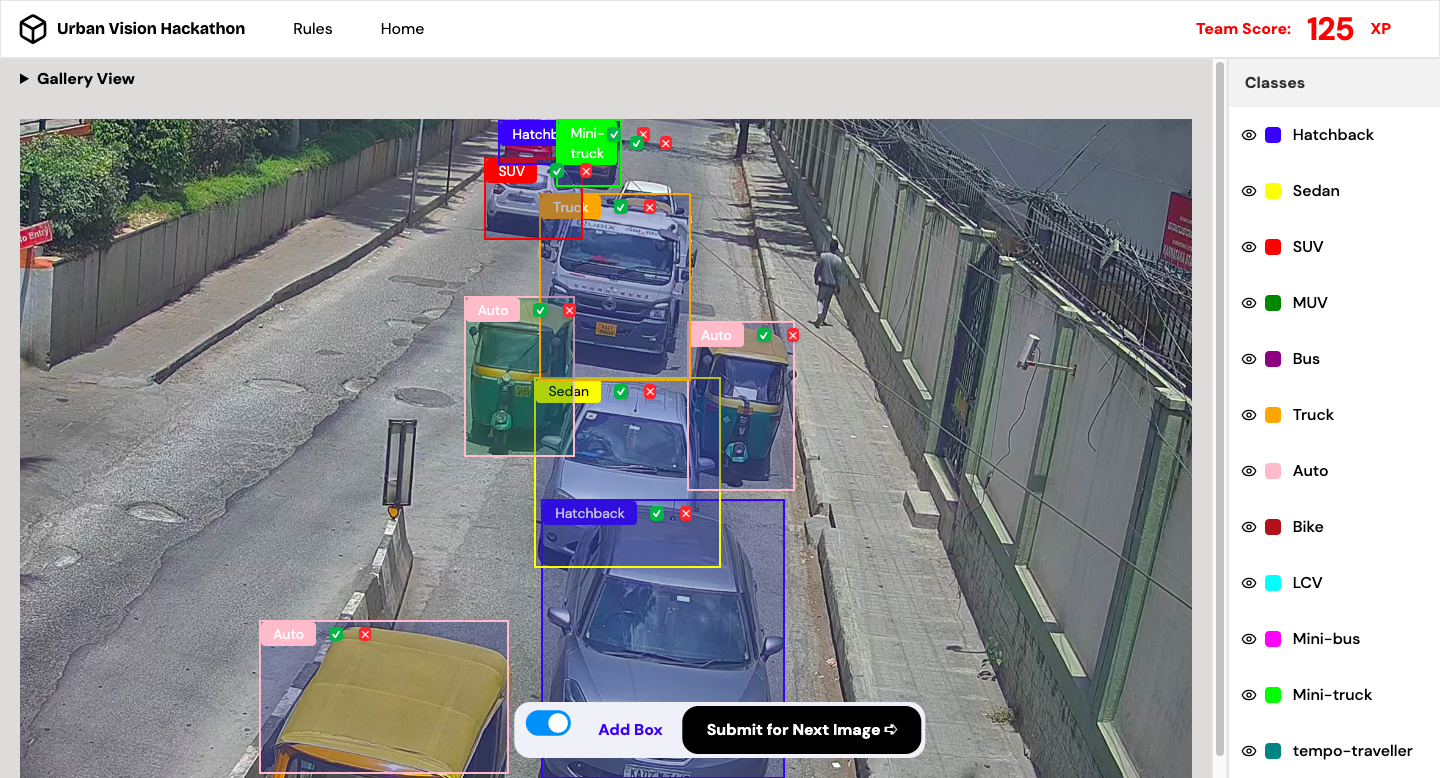 Urban Vision Hackathon
Rules
Home
Team Score: 125 XP
Gallery View
Classes
Hatchback
Sedan
SUV
MUV
Bus
Truck
Auto
Bike
LCV
Mini-bus
Mini-truck
tempo-traveller
Hatchb
Mini-
truck
SUV
Truck
No Entry
Auto
Auto
Sedan
Hatchback
Auto
Add Box
Submit for Next Image